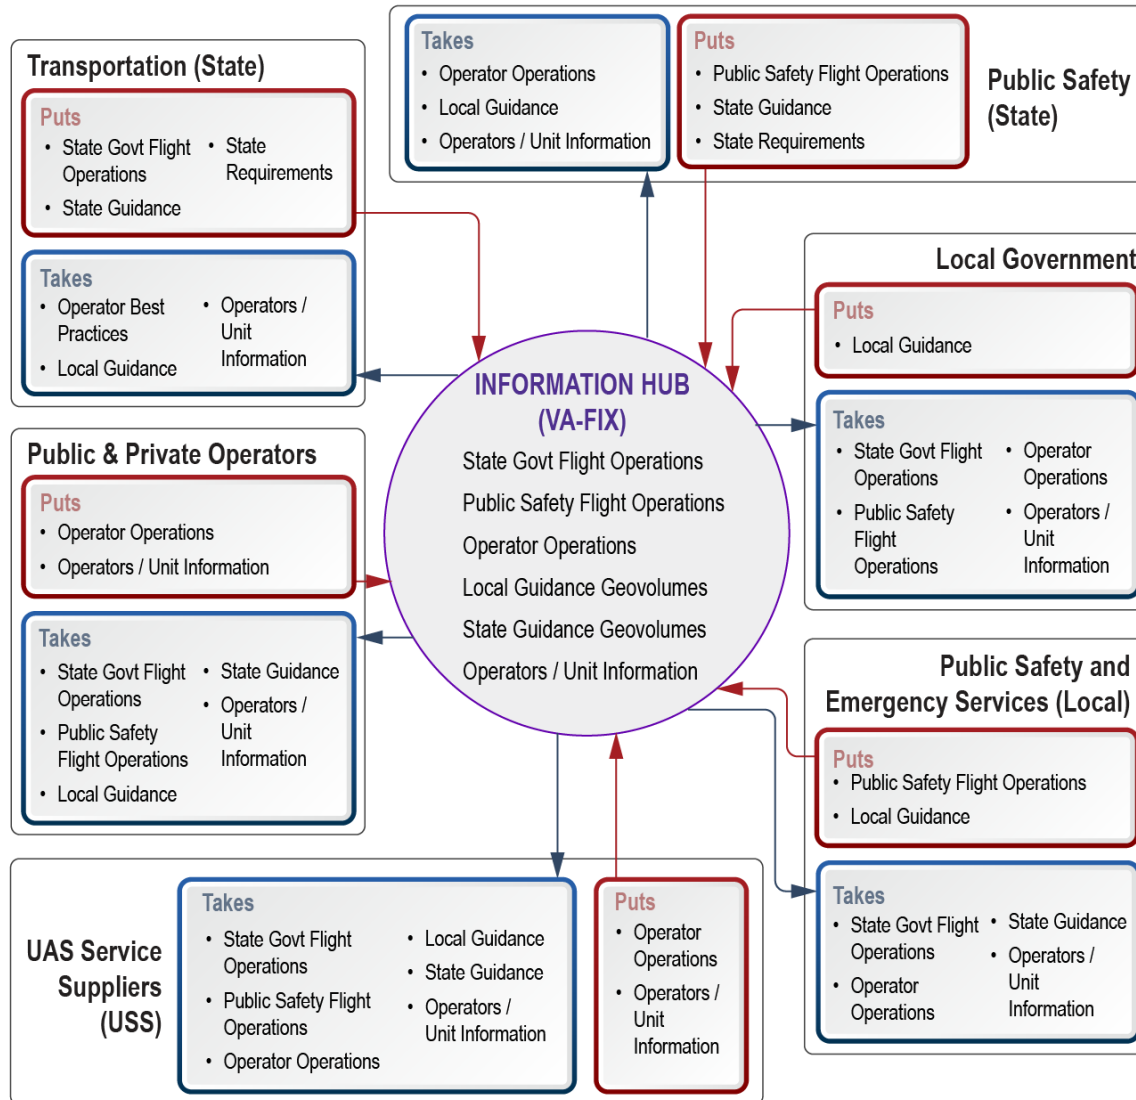 Transportation (State)
Puts
• State Govt Flight
Operations
• State Guidance
• State
Requirements
Takes
• Operator Best
Practices
• Local Guidance
• Operators /
Unit
Information
Takes
• Operator Operations
• Local Guidance
• Operators / Unit Information
Puts
• Public Safety Flight Operations
• State Guidance
• State Requirements
Public Safety
(State)
Local Government
Puts
• Local Guidance
Takes
• State Govt Flight
Operations
• Public Safety
Flight
Operations
• Operator
Operations
• Operators /
Unit
Information
INFORMATION HUB
(VA-FIX)
State Govt Flight Operations
Public Safety Flight Operations
Operator Operations
Local Guidance Geovolumes
State Guidance Geovolumes
Operators / Unit Information
Public & Private Operators
Puts
• Operator Operations
• Operators / Unit Information
Takes
• State Govt Flight
Operations
• Public Safety
Flight Operations
• Local Guidance
• State Guidance
• Operators /
Unit
Information
Public Safety and
Emergency Services (Local)
Puts
• Public Safety Flight Operations
• Local Guidance
Takes
• State Govt Flight
Operations
• Operator
Operations
• State Guidance
• Operators /
Unit
Information
UAS Service
Suppliers
(USS)
Takes
• State Govt Flight
Operations
• Public Safety Flight
Operations
• Operator Operations
• Local Guidance
• State Guidance
• Operators /
Unit Information
Puts
• Operator
Operations
• Operators /
Unit
Information